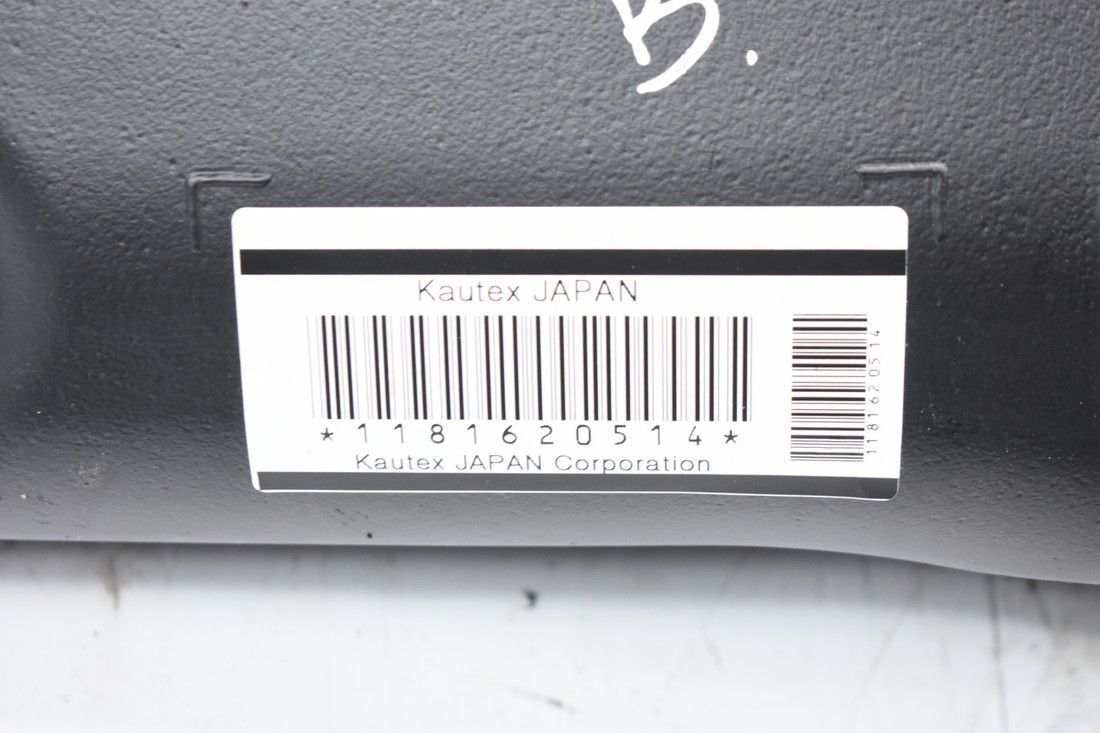 B.
Kautex JAPAN
*1181620514*
Kautex JAPAN Corporation
1181620514